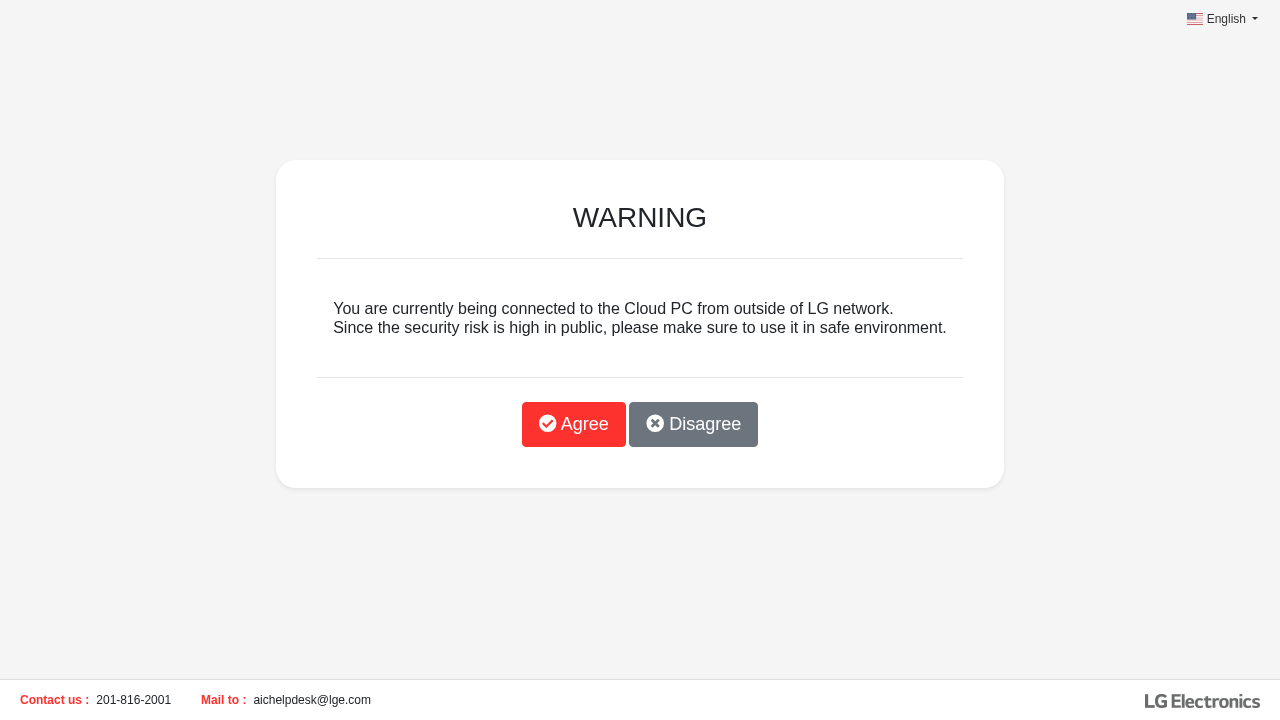 English
WARNING
You are currently being connected to the Cloud PC from outside of LG network.
Since the security risk is high in public, please make sure to use it in safe environment.
Agree Disagree
Contact us : 201-816-2001 Mail to : aichelpdesk@lge.com LG Electronics